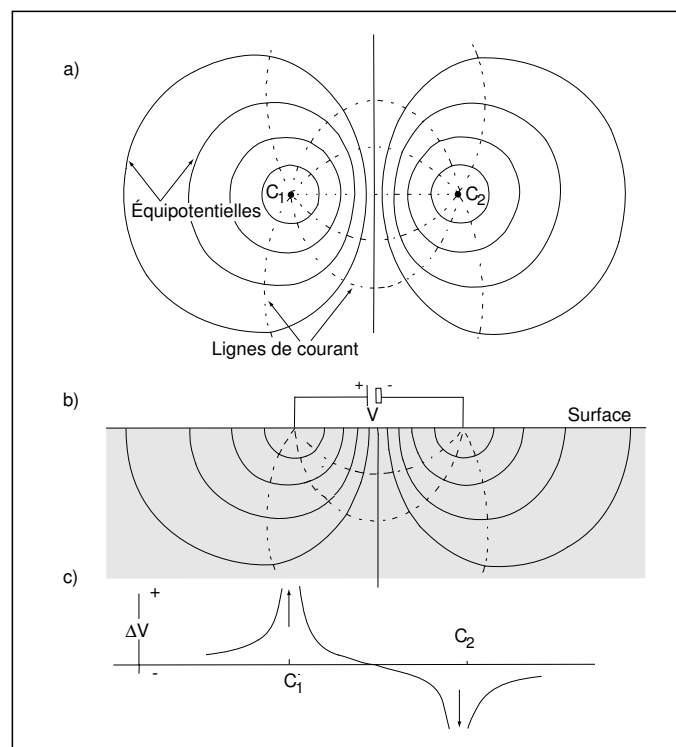 a)
C1
C2
Équipotentielles
Lignes de courant
b)
+ -
V
Surface
c)
+
ΔV
-
C2
C1